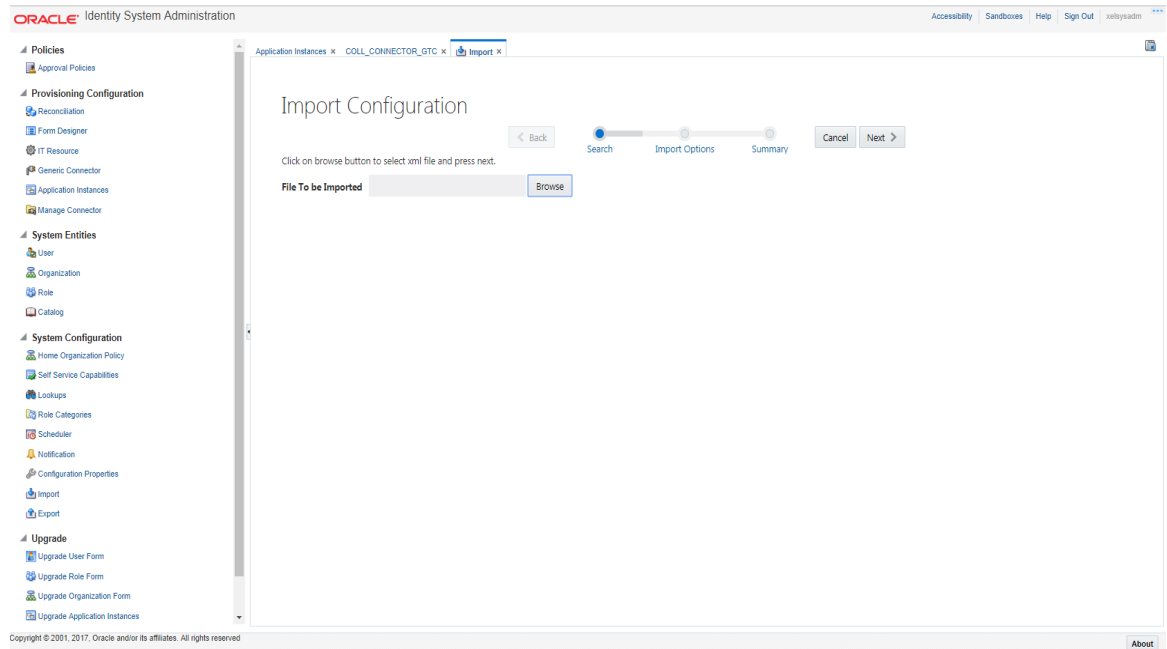 ORACLE Identity System Administration
Accessibility Sandboxes Help Sign Out xelsysadm
Policies
Approval Policies
Provisioning Configuration
Reconciliation
Form Designer
IT Resource
Generic Connector
Application Instances
Manage Connector
System Entities
User
Organization
Role
Catalog
System Configuration
Home Organization Policy
Self Service Capabilities
Lookups
Role Categories
Scheduler
Notification
Configuration Properties
Import
Export
Upgrade
Upgrade User Form
Upgrade Role Form
Upgrade Organization Form
Upgrade Application Instances
Application Instances × COLL_CONNECTOR_GTC × Import ×
Import Configuration
Back
Search Import Options Summary
Cancel Next
Click on browse button to select xml file and press next.
File To be Imported Browse
Copyright © 2001, 2017, Oracle and/or its affiliates. All rights reserved
About